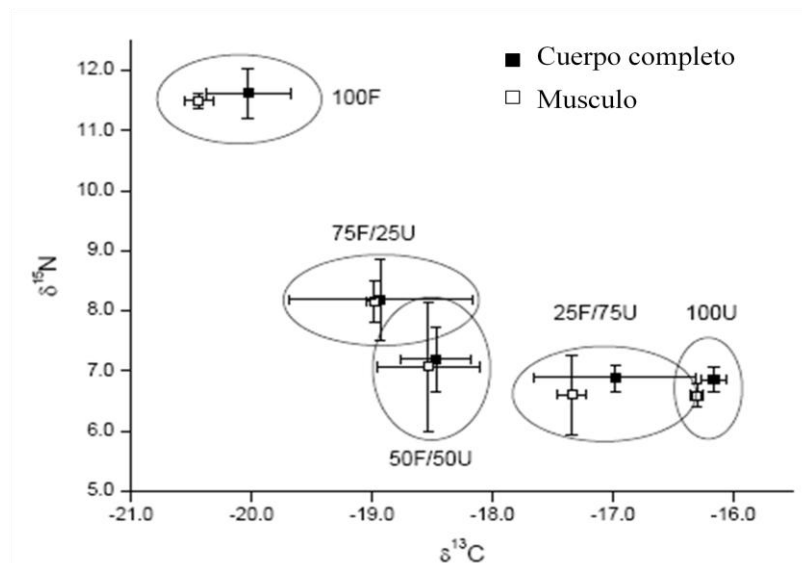 Cuerpo completo
Musculo
12.0
11.0
10.0
9.0
8.0
7.0
6.0
5.0
δ¹⁵N
100F
75F/25U
50F/50U
25F/75U
100U
-21.0
-20.0
-19.0
-18.0
-17.0
-16.0
δ¹³C